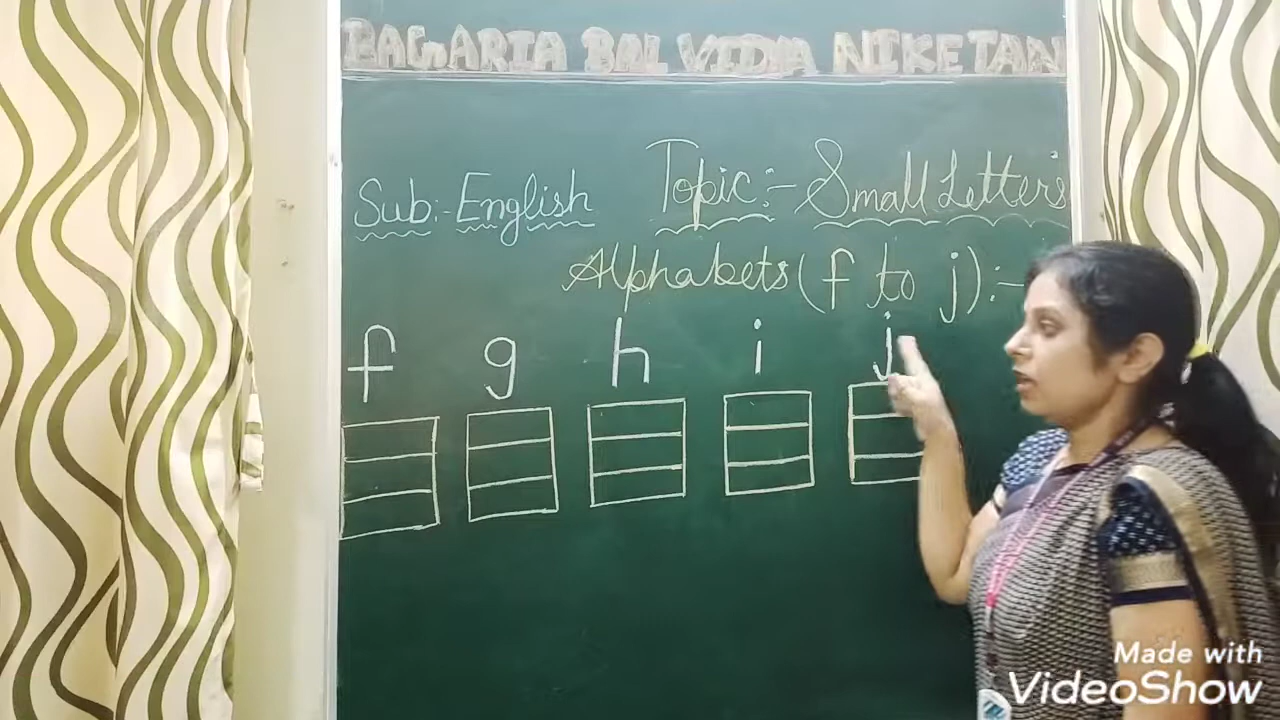 BAGARIA BAL VIDYA NIKETAN
Sub:- English Topic:- Small Letters
Alphabets (f to j):-
f g h i j
Made with
VideoShow